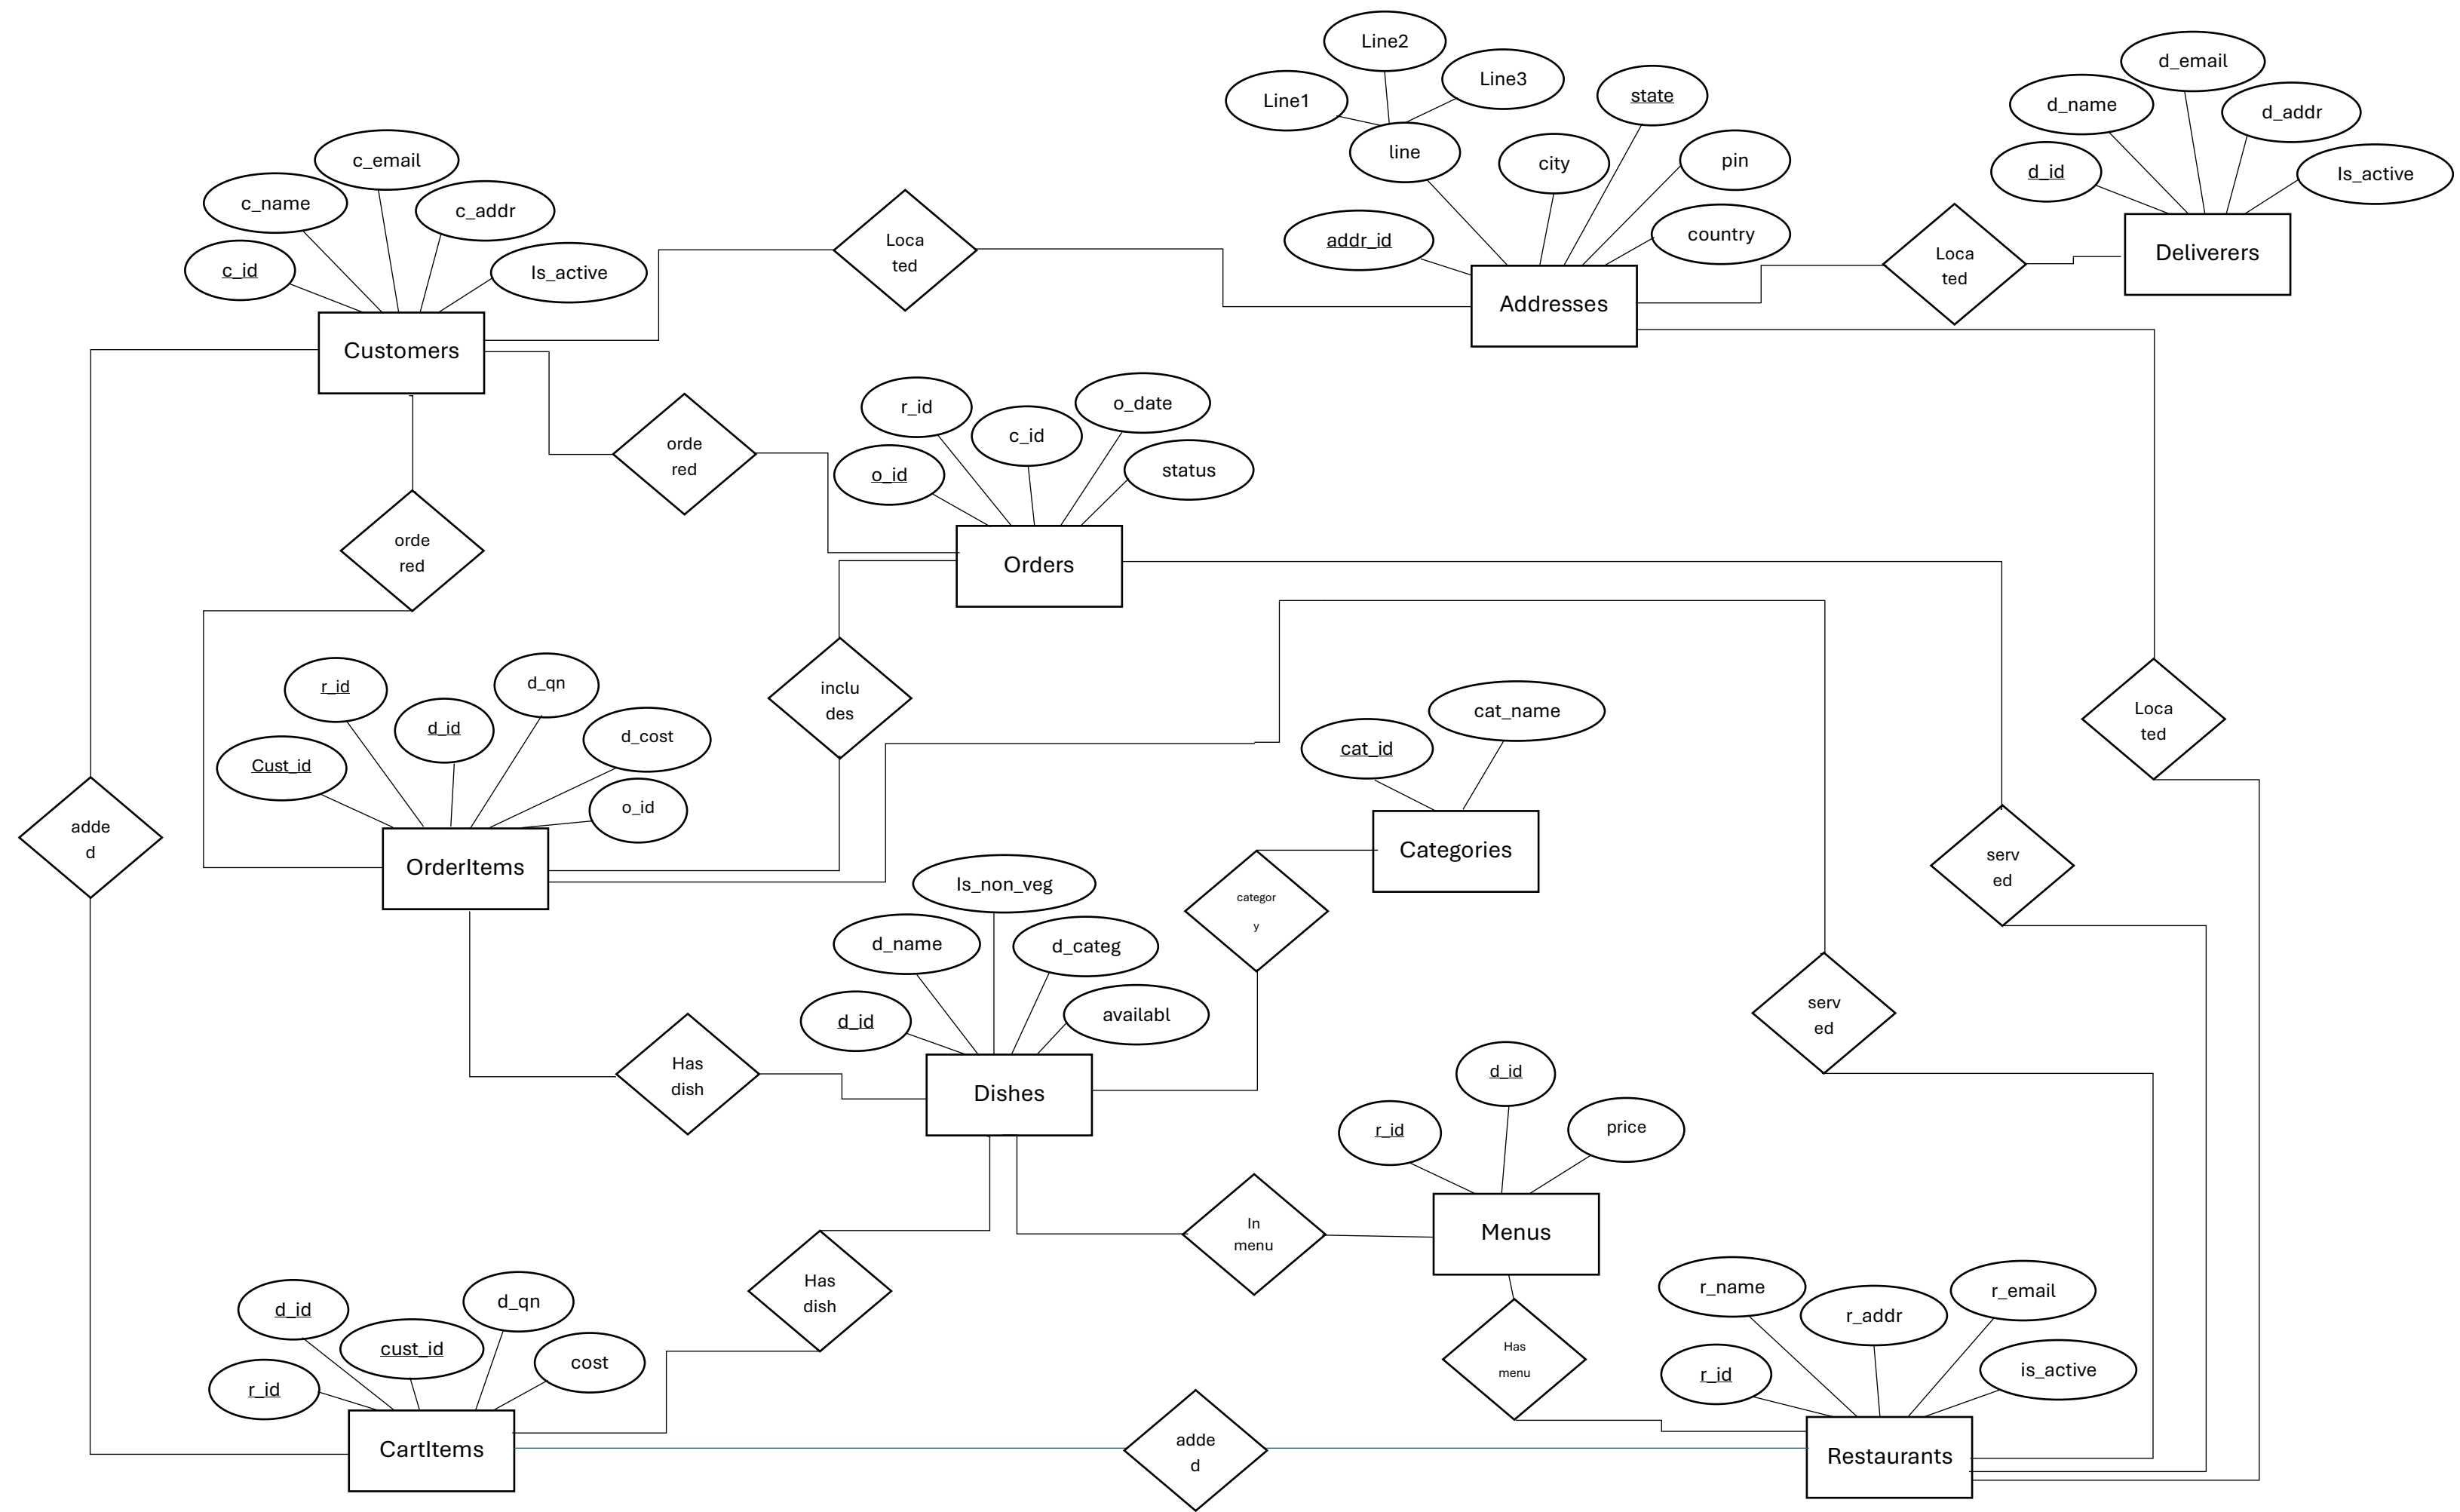 Line2
d_email
Line3
Line1
state
d_name
d_addr
line
c_email
city
pin
d_id
Is_active
c_name
c_addr
Loca
ted
addr_id
country
c_id
Is_active
Loca
ted
Deliverers
Addresses
Customers
r_id
c_id
o_date
orde
red
o_id
status
orde
red
Orders
r_id
d_qn
inclu
des
d_id
d_cost
cat_name
Loca
ted
Cust_id
cat_id
o_id
adde
d
OrderItems
Categories
serv
ed
Is_non_veg
categor
y
d_name
d_categ
d_id
availabl
serv
ed
Has
dish
Dishes
d_id
r_id
price
In
menu
Menus
Has
dish
d_id
d_qn
r_name
r_email
r_addr
cust_id
cost
Has
menu
r_id
is_active
r_id
CartItems
adde
d
Restaurants